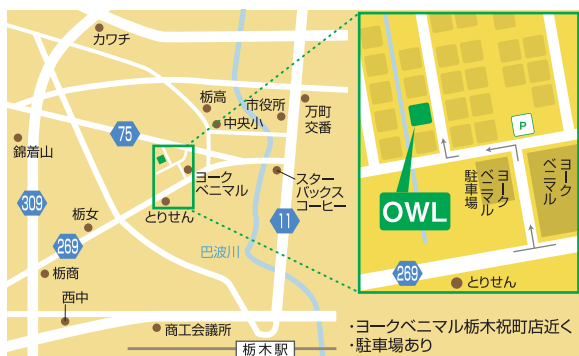 カワチ
栃高
市役所
万町
交番
中央小
75
錦着山
ヨーク
ベニマル
スター
バックス
コーヒー
とりせん
309
栃女
11
269
巴波川
栃商
西中
商工会議所
栃木駅
P
OWL
ヨーク
ベニマル
駐車場
ヨーク
ベニマル
269
とりせん
・ヨークベニマル栃木祝町店近く
・駐車場あり